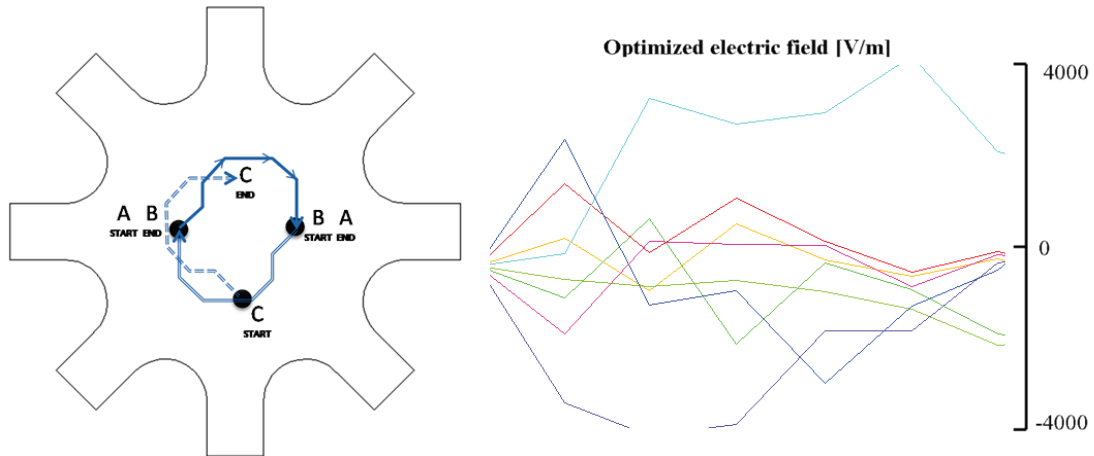 Optimized electric field [V/m]
4000
C
END
A B
START END
B A
START END
0
C
START
-4000